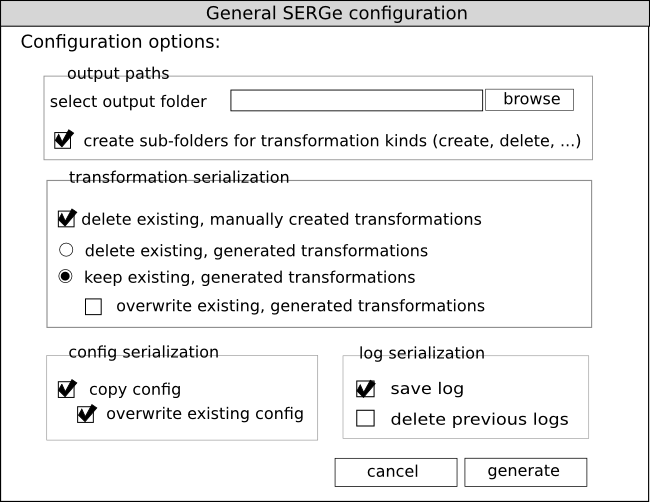 General SERGe configuration
Configuration options:
output paths
select output folder browse
create sub-folders for transformation kinds (create, delete, ...)
transformation serialization
delete existing, manually created transformations
delete existing, generated transformations
keep existing, generated transformations
overwrite existing, generated transformations
config serialization
copy config
overwrite existing config
log serialization
save log
delete previous logs
cancel generate